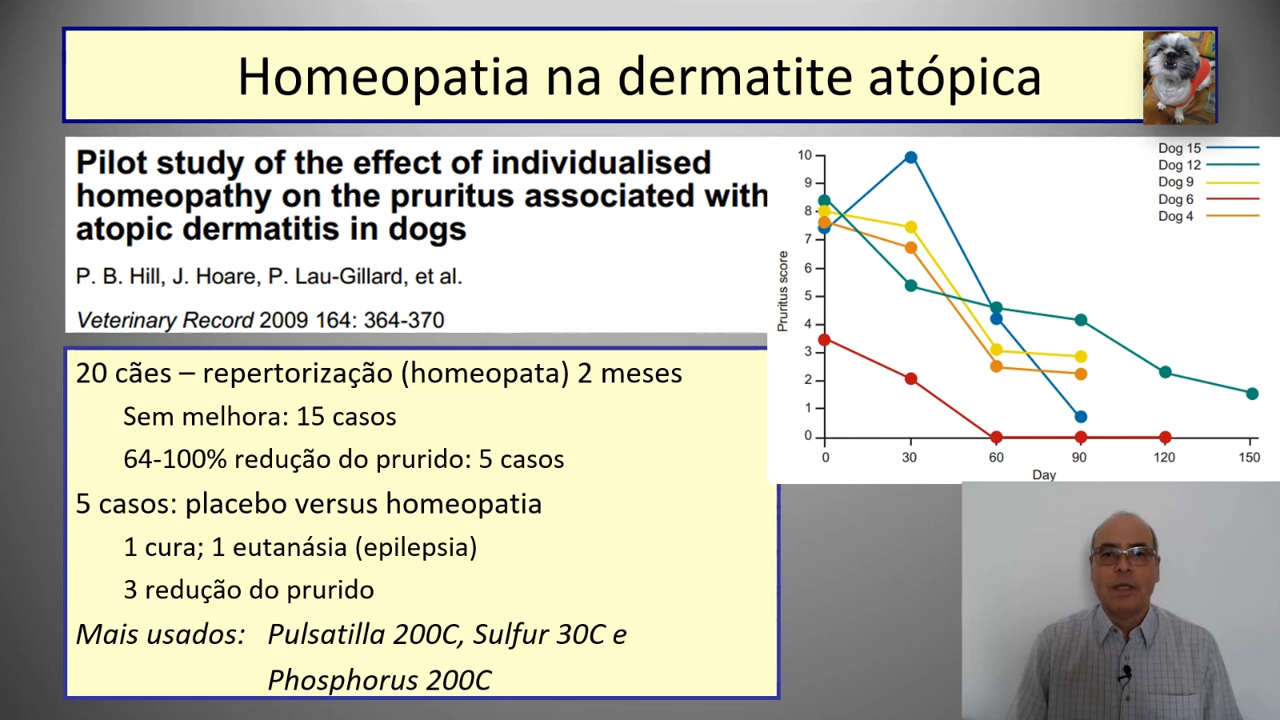 Homeopatia na dermatite atópica
Pilot study of the effect of individualised
homeopathy on the pruritus associated with
atopic dermatitis in dogs
P. B. Hill, J. Hoare, P. Lau-Gillard, et al.
Veterinary Record 2009 164: 364-370
20 cães – repertorização (homeopata) 2 meses
Sem melhora: 15 casos
64-100% redução do prurido: 5 casos
5 casos: placebo versus homeopatia
1 cura; 1 eutanásia (epilepsia)
3 redução do prurido
Mais usados: Pulsatilla 200C, Sulfur 30C e
Phosphorus 200C
Dog 15
Dog 12
Dog 9
Dog 6
Dog 4
Pruritus score
10
9
8
7
6
5
4
3
2
1
0
0 30 60 90 120 150
Day